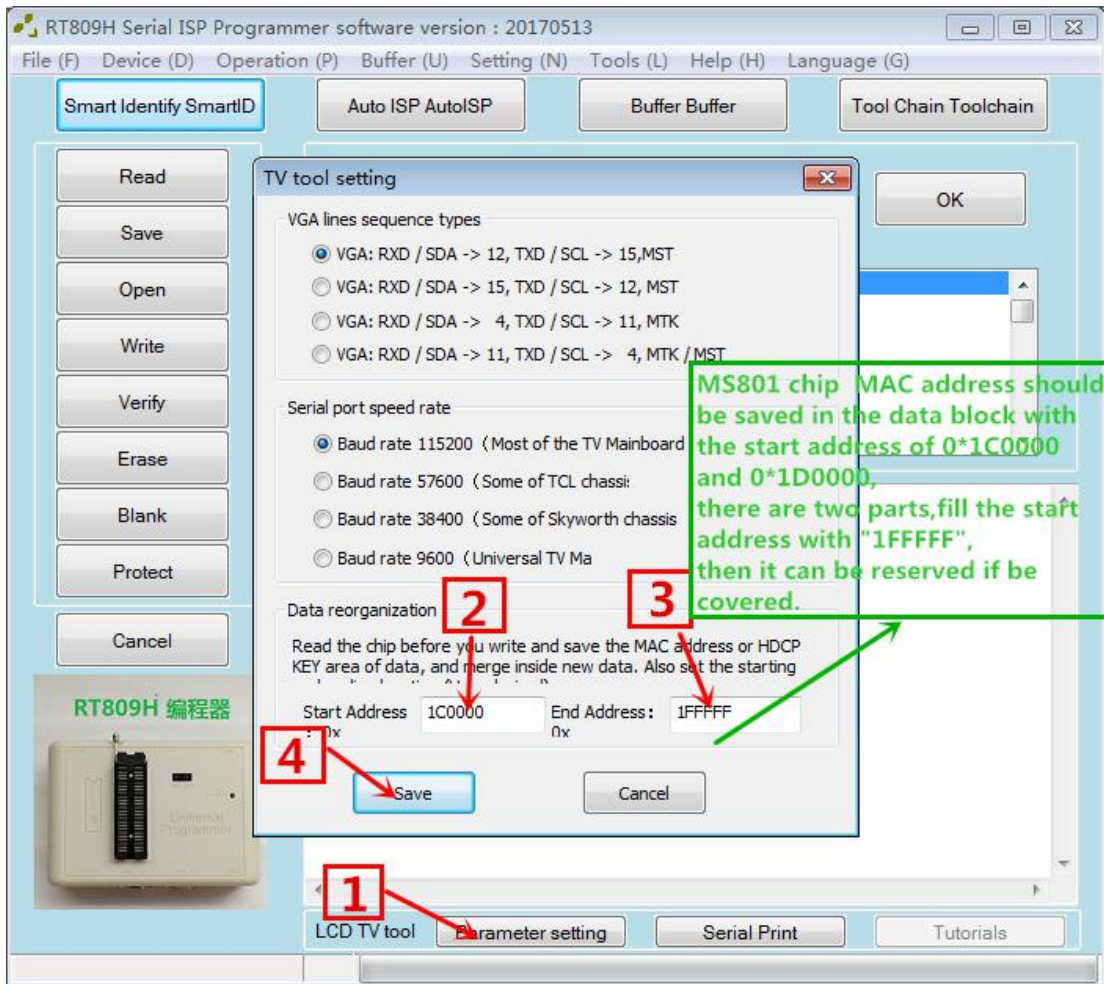 RT809H Serial ISP Programmer software version : 20170513
File (F) Device (D) Operation (P) Buffer (U) Setting (N) Tools (L) Help (H) Language (G)
Smart Identify SmartID
Auto ISP AutoISP
Buffer Buffer
Tool Chain Toolchain
Read
Save
Open
Write
Verify
Erase
Blank
Protect
Cancel
OK
TV tool setting
VGA lines sequence types
VGA: RXD / SDA -> 12, TXD / SCL -> 15,MST
VGA: RXD / SDA -> 15, TXD / SCL -> 12, MST
VGA: RXD / SDA -> 4, TXD / SCL -> 11, MTK
VGA: RXD / SDA -> 11, TXD / SCL -> 4, MTK / MST
Serial port speed rate
Baud rate 115200 (Most of the TV Mainboard
Baud rate 57600 (Some of TCL chassi:
Baud rate 38400 (Some of Skyworth chassis
Baud rate 9600 (Universal TV Ma
MS801 chip MAC address should
be saved in the data block with
the start address of 0*1C0000
and 0*1D0000,
there are two parts,fill the start
address with "1FFFFF",
then it can be reserved if be
covered.
Data reorganization
2
3
Read the chip before you write and save the MAC address or HDCP
KEY area of data, and merge inside new data. Also set the starting
Start Address
: 0x
1C0000
End Address:
0x
1FFFFF
4
Save
Cancel
RT809H 编程器
Universal
Programmer
1
LCD TV tool
Parameter setting
Serial Print
Tutorials